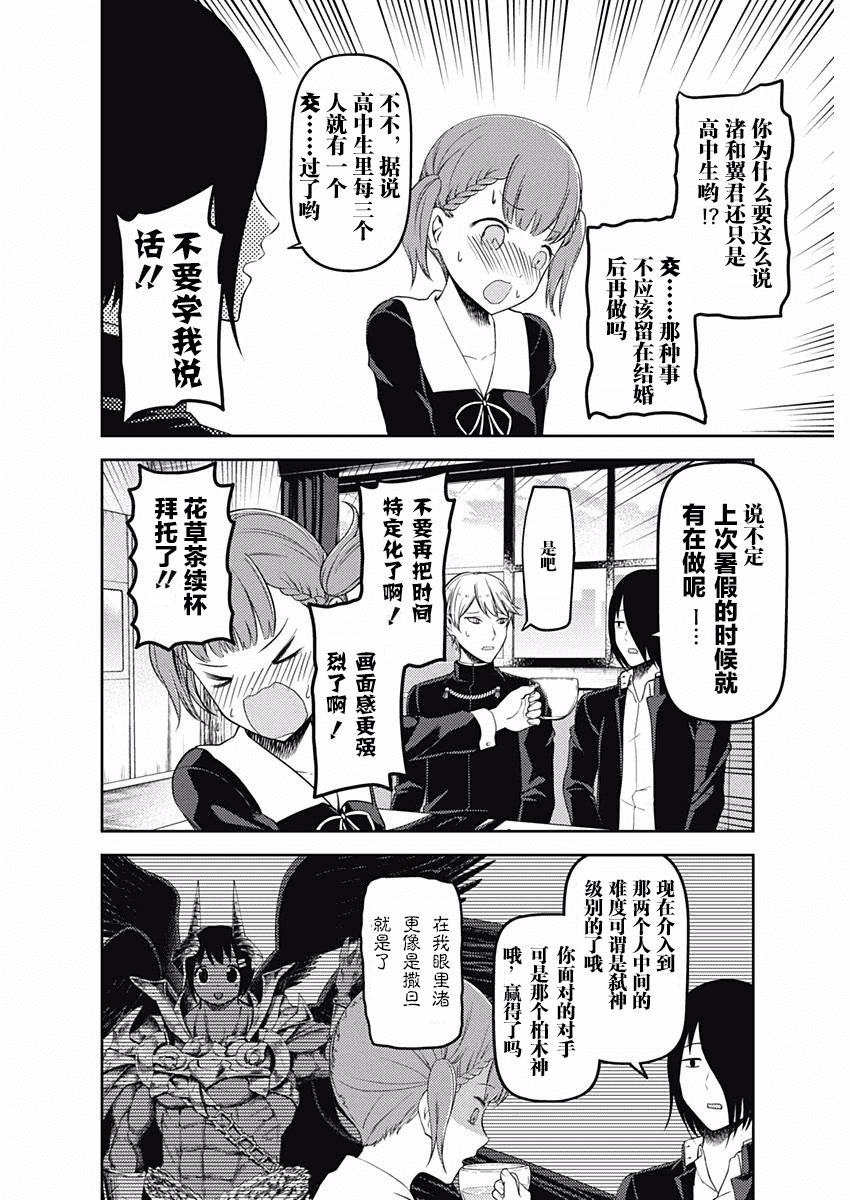 你为什么要这么说
渚和翼君还只是
高中生哟!?
交……那种事
不应该留在结婚
后再做吗
不不，据说
高中生里每三个
人就有一个
交……过了哟
不要学我说
话!!
说不定
上次暑假的时候就
有在做呢
—……
是吧
不要再把时间
特定化了啊！
画面感更强
烈了啊！
花草茶续杯
拜托了!!
现在介入到
那两个人中间的
难度可谓是弑神
级别的了哦
你面对的对手
可是那个柏木神
哦，赢得了吗
在我眼里渚
更像是撒旦
就是了